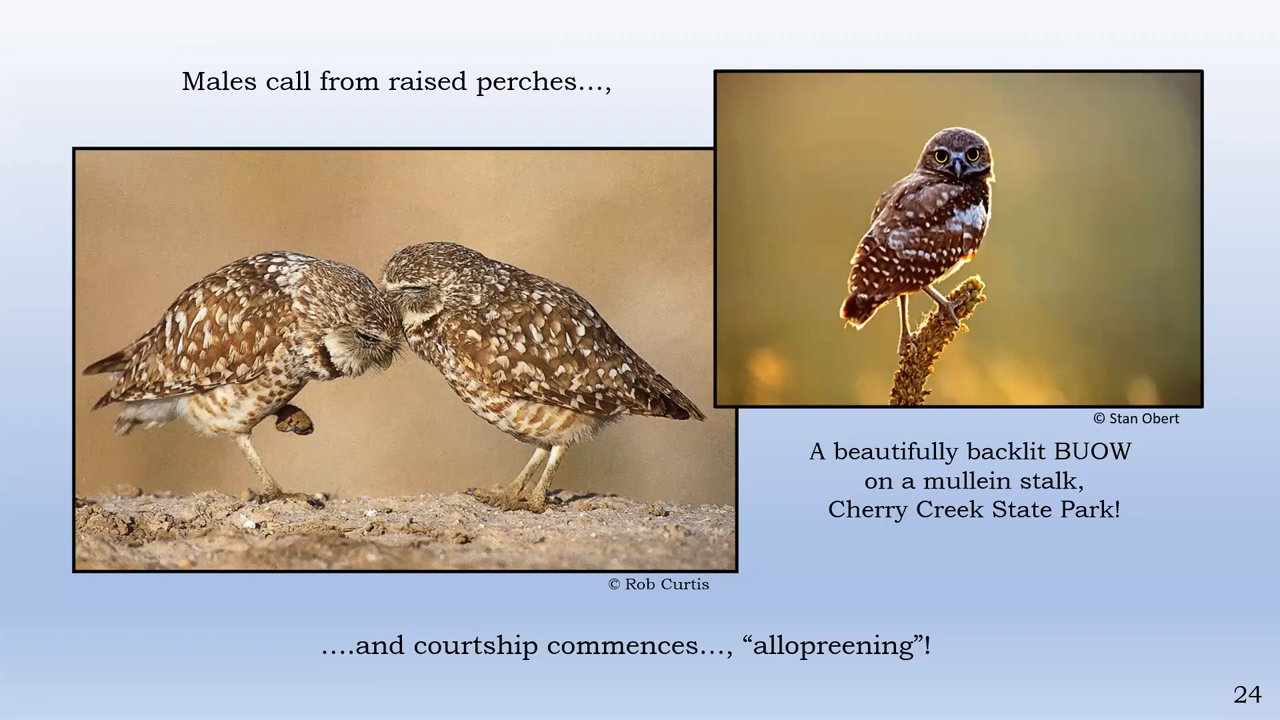 Males call from raised perches...,
© Stan Obert
A beautifully backlit BUOW
on a mullein stalk,
Cherry Creek State Park!
© Rob Curtis
....and courtship commences..., “allopreening”!
24